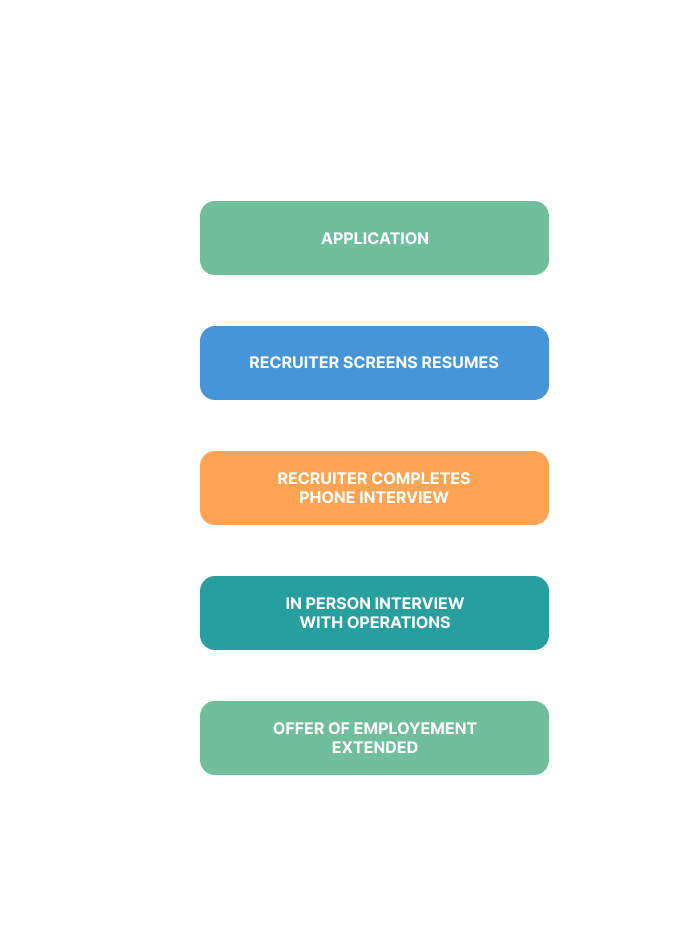 APPLICATION
RECRUITER SCREENS RESUMES
RECRUITER COMPLETES
PHONE INTERVIEW
IN PERSON INTERVIEW
WITH OPERATIONS
OFFER OF EMPLOYEMENT
EXTENDED